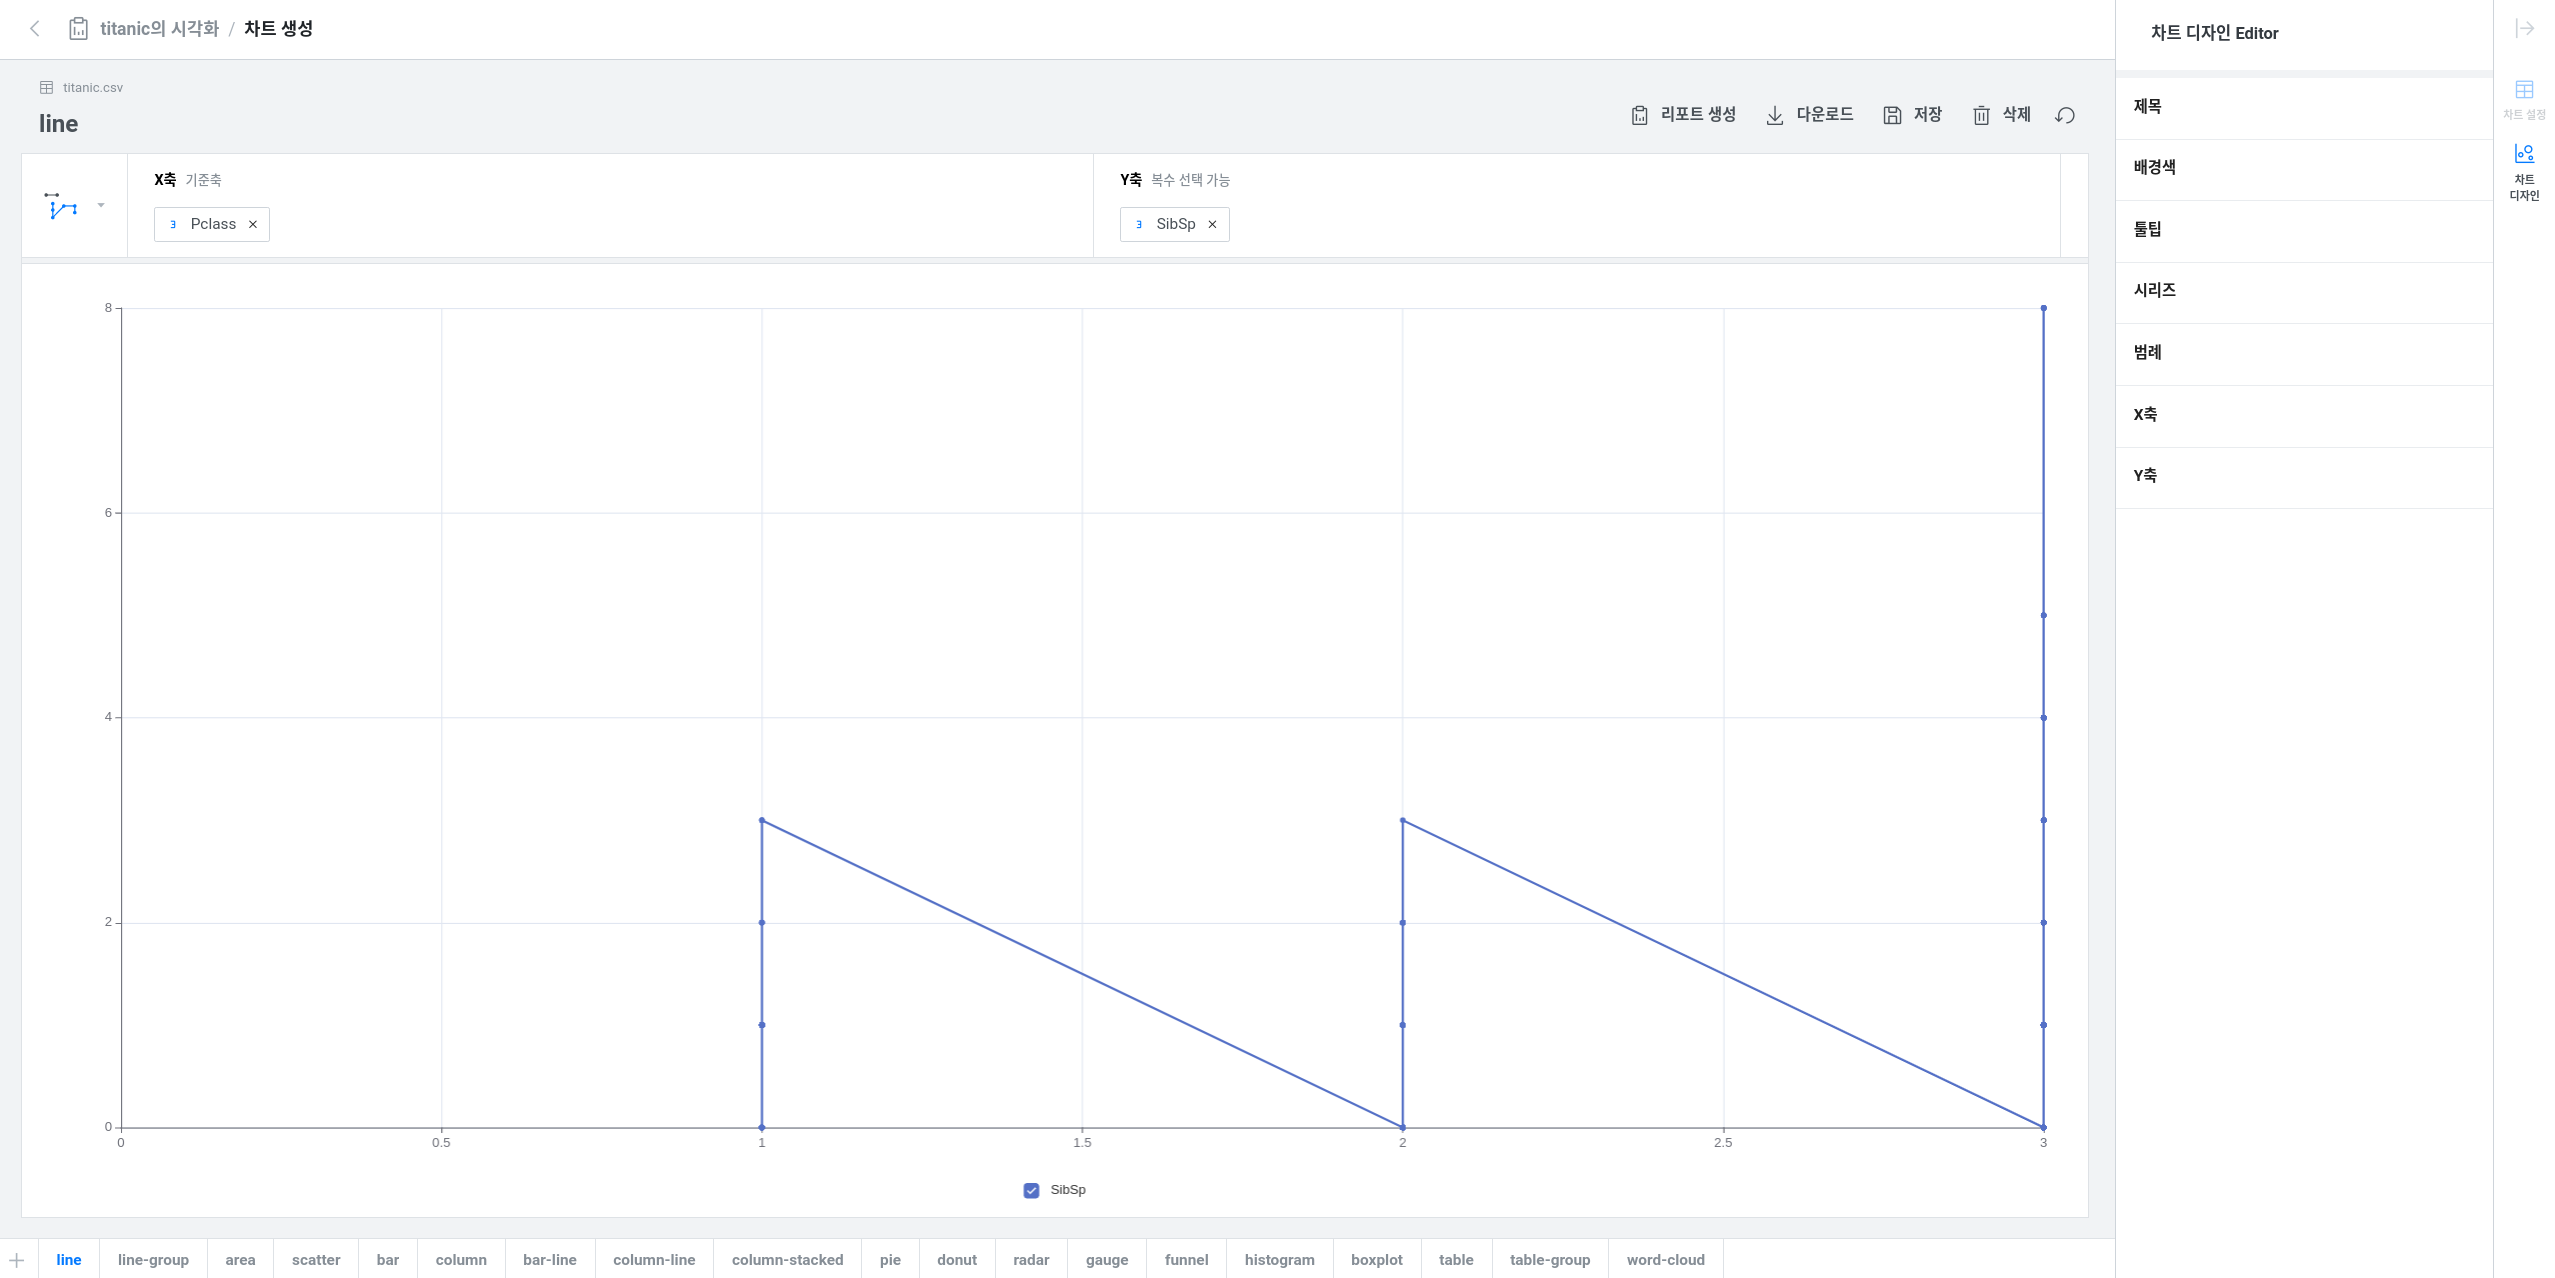 titanic의 시각화 / 차트 생성
titanic.csv
line
리포트 생성 다운로드 저장 삭제
X축 기준축
Pclass ×
Y축 복수 선택 가능
SibSp ×
8
6
4
2
0
0 0.5 1 1.5 2 2.5 3
SibSp
line line-group area scatter bar column bar-line column-line column-stacked pie donut radar gauge funnel histogram boxplot table table-group word-cloud
차트 디자인 Editor
제목
배경색
툴팁
시리즈
범례
X축
Y축
차트 설정
차트
디자인